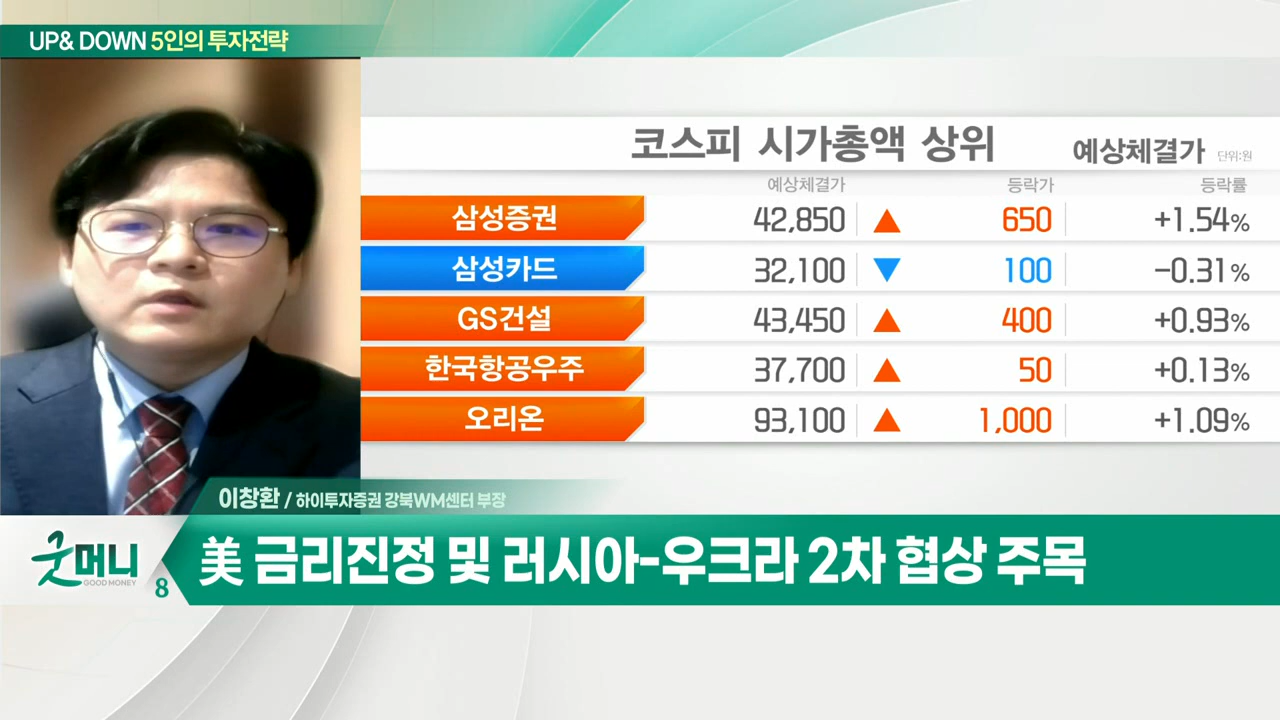 UP& DOWN 5인의 투자전략
코스피 시가총액 상위 예상체결가 단위:원
예상체결가 등락가 등락률
삼성증권 42,850 ▲ 650 +1.54%
삼성카드 32,100 ▼ 100 -0.31%
GS건설 43,450 ▲ 400 +0.93%
한국항공우주 37,700 ▲ 50 +0.13%
오리온 93,100 ▲ 1,000 +1.09%
이창환 / 하이투자증권 강북WM센터 부장
굿머니
GOOD MONEY
8
美 금리진정 및 러시아-우크라 2차 협상 주목